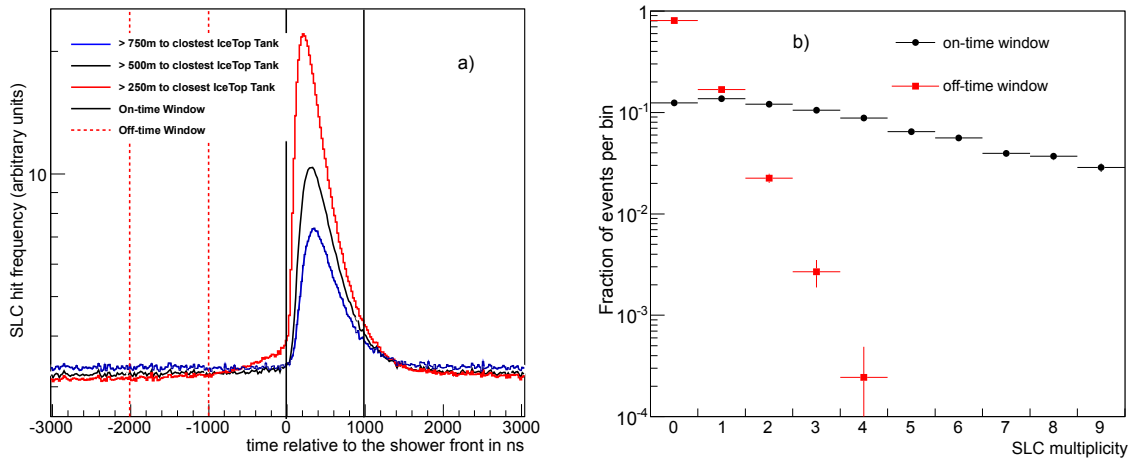 SLC hit frequency (arbitrary units)
10
> 750m to clostest IceTop Tank
> 500m to closest IceTop Tank
> 250m to closest IceTop Tank
On-time Window
Off-time Window
a)
-3000 -2000 -1000 0 1000 2000 3000
time relative to the shower front in ns
Fraction of events per bin
1
10^-1
10^-2
10^-3
10^-4
b)
on-time window
off-time window
0 1 2 3 4 5 6 7 8 9
SLC multiplicity